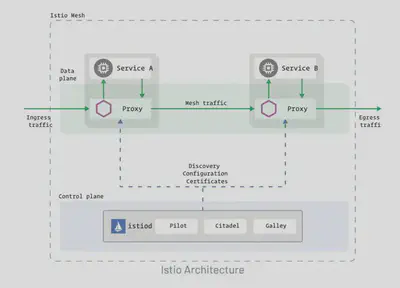 Istio Mesh
Service A
Service B
Data
plane
Proxy
Mesh traffic
Proxy
Ingress
traffic
Egress
traffi
Discovery
Configuration
Certificates
Control plane
istiod
Pilot
Citadel
Galley
Istio Architecture